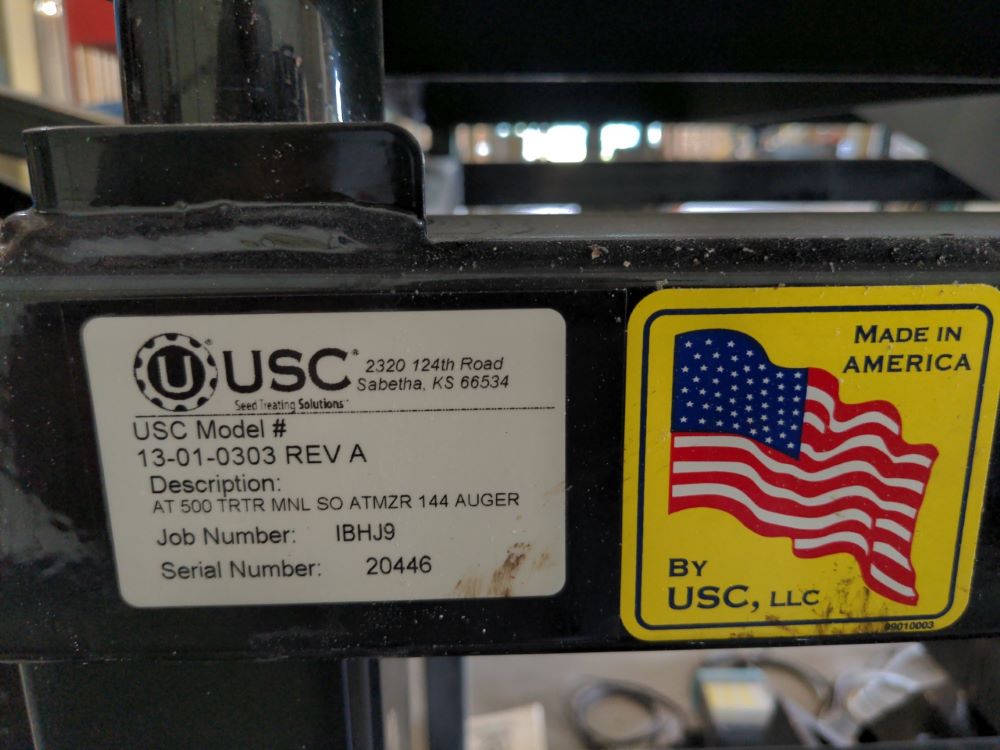 U® USC®
2320 124th Road
Sabetha, KS 66534
Seed Treating Solutions
USC Model #
13-01-0303 REV A
Description:
AT 500 TRTR MNL SO ATMZR 144 AUGER
Job Number: IBHJ9
Serial Number: 20446
MADE IN
AMERICA
BY
USC, LLC
99010003